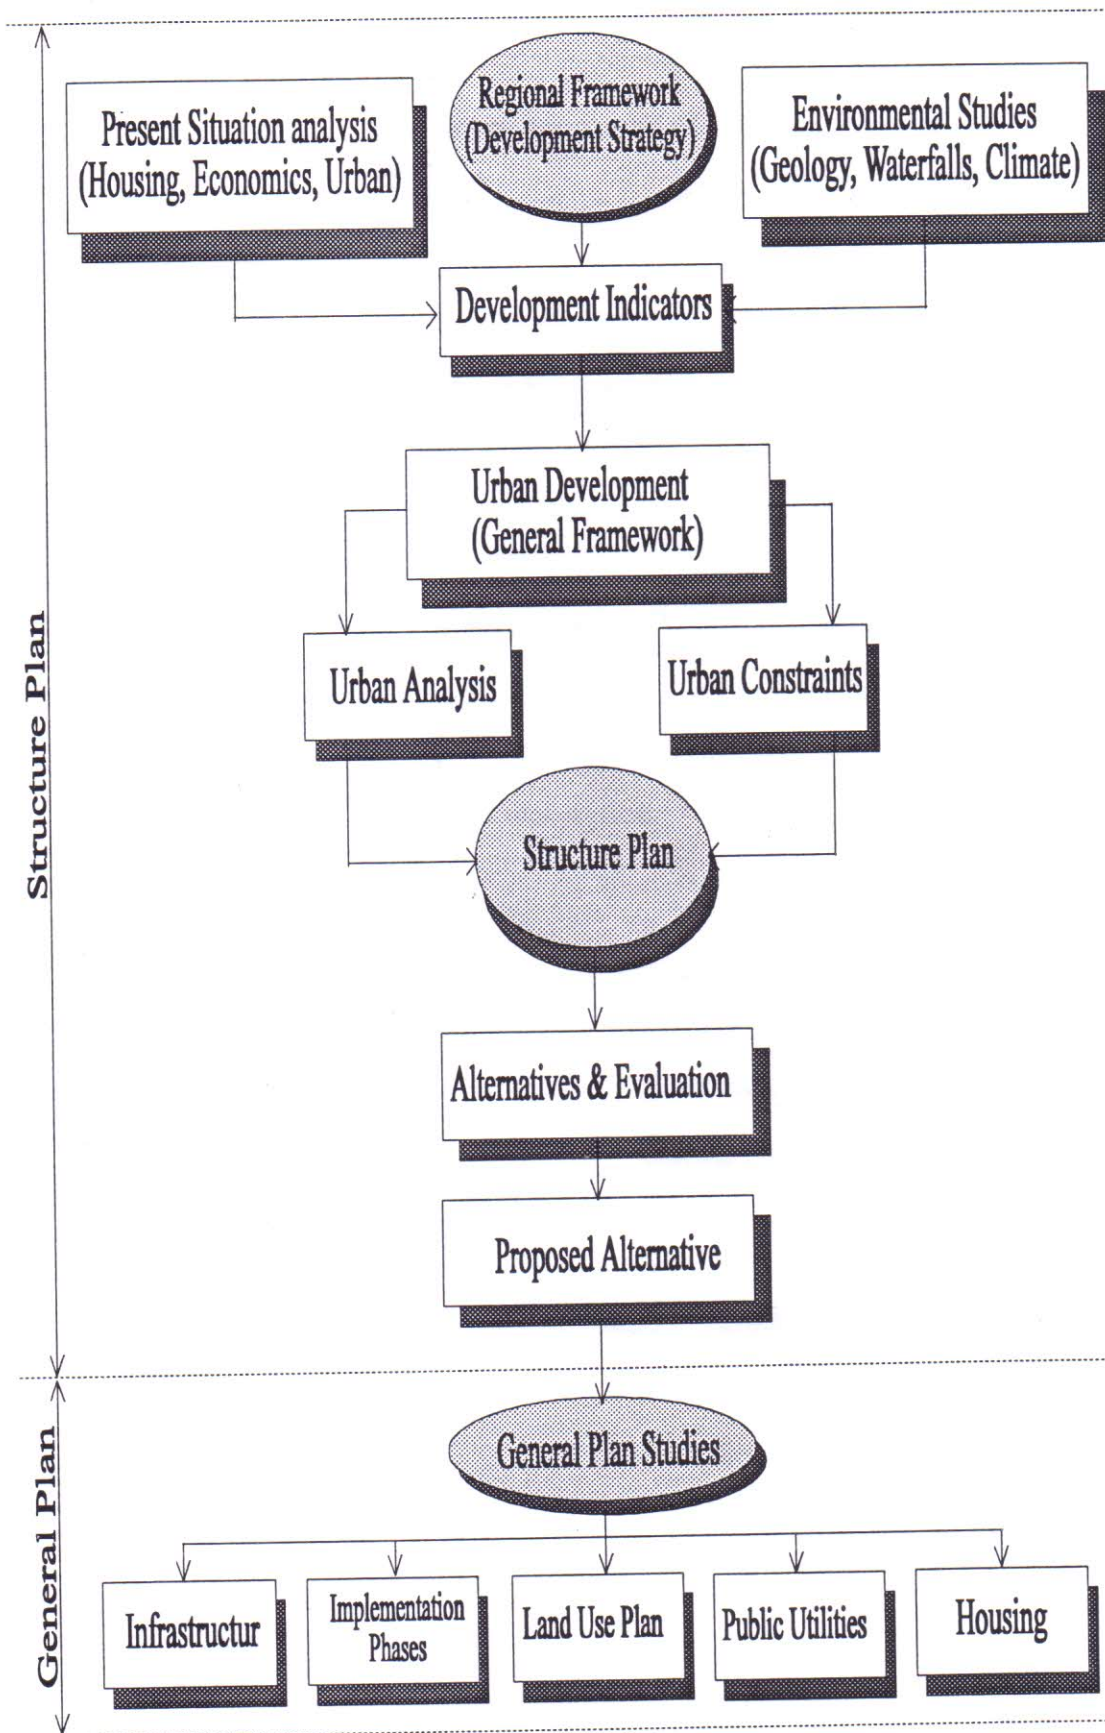 Regional Framework
(Development Strategy)
Present Situation analysis
(Housing, Economics, Urban)
Environmental Studies
(Geology, Waterfalls, Climate)
Development Indicators
Urban Development
(General Framework)
Urban Analysis
Urban Constraints
Structure Plan
Structure Plan
Alternatives & Evaluation
Proposed Alternative
General Plan
General Plan Studies
Infrastructur
Implementation
Phases
Land Use Plan
Public Utilities
Housing